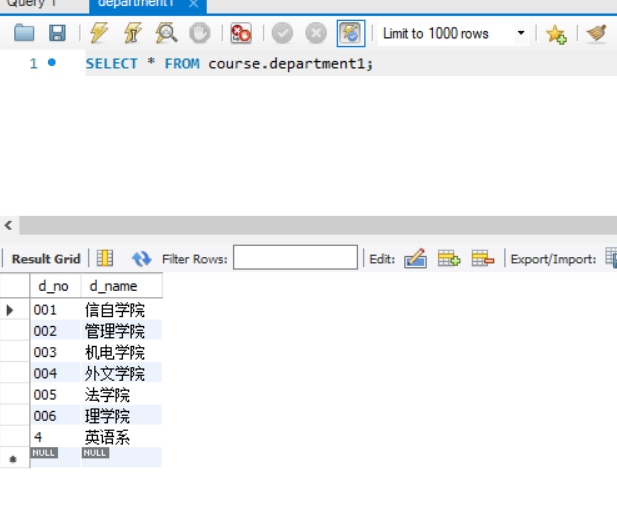 Query 1 department1 ×
Limit to 1000 rows
1 SELECT * FROM course.department1;
Result Grid Filter Rows: Edit: Export/Import:
d_no d_name
001 信自学院
002 管理学院
003 机电学院
004 外文学院
005 法学院
006 理学院
4 英语系
NULL NULL